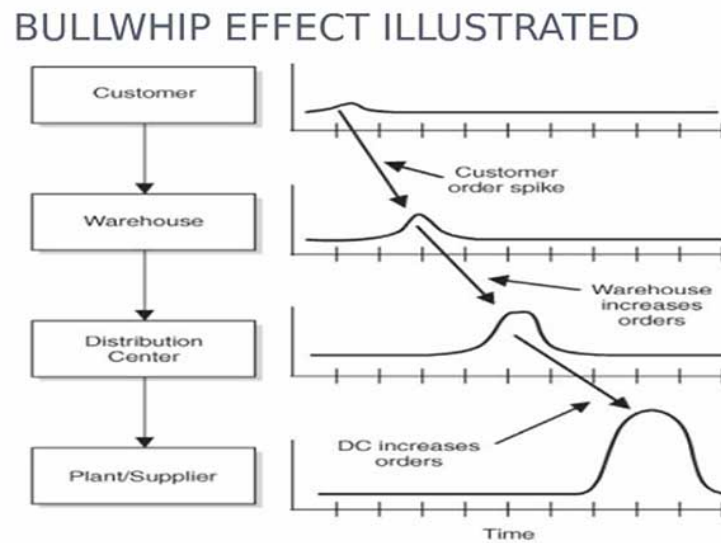 BULLWHIP EFFECT ILLUSTRATED
Customer
Customer
order spike
Warehouse
Warehouse
increases
orders
Distribution
Center
DC increases
orders
Plant/Supplier
Time